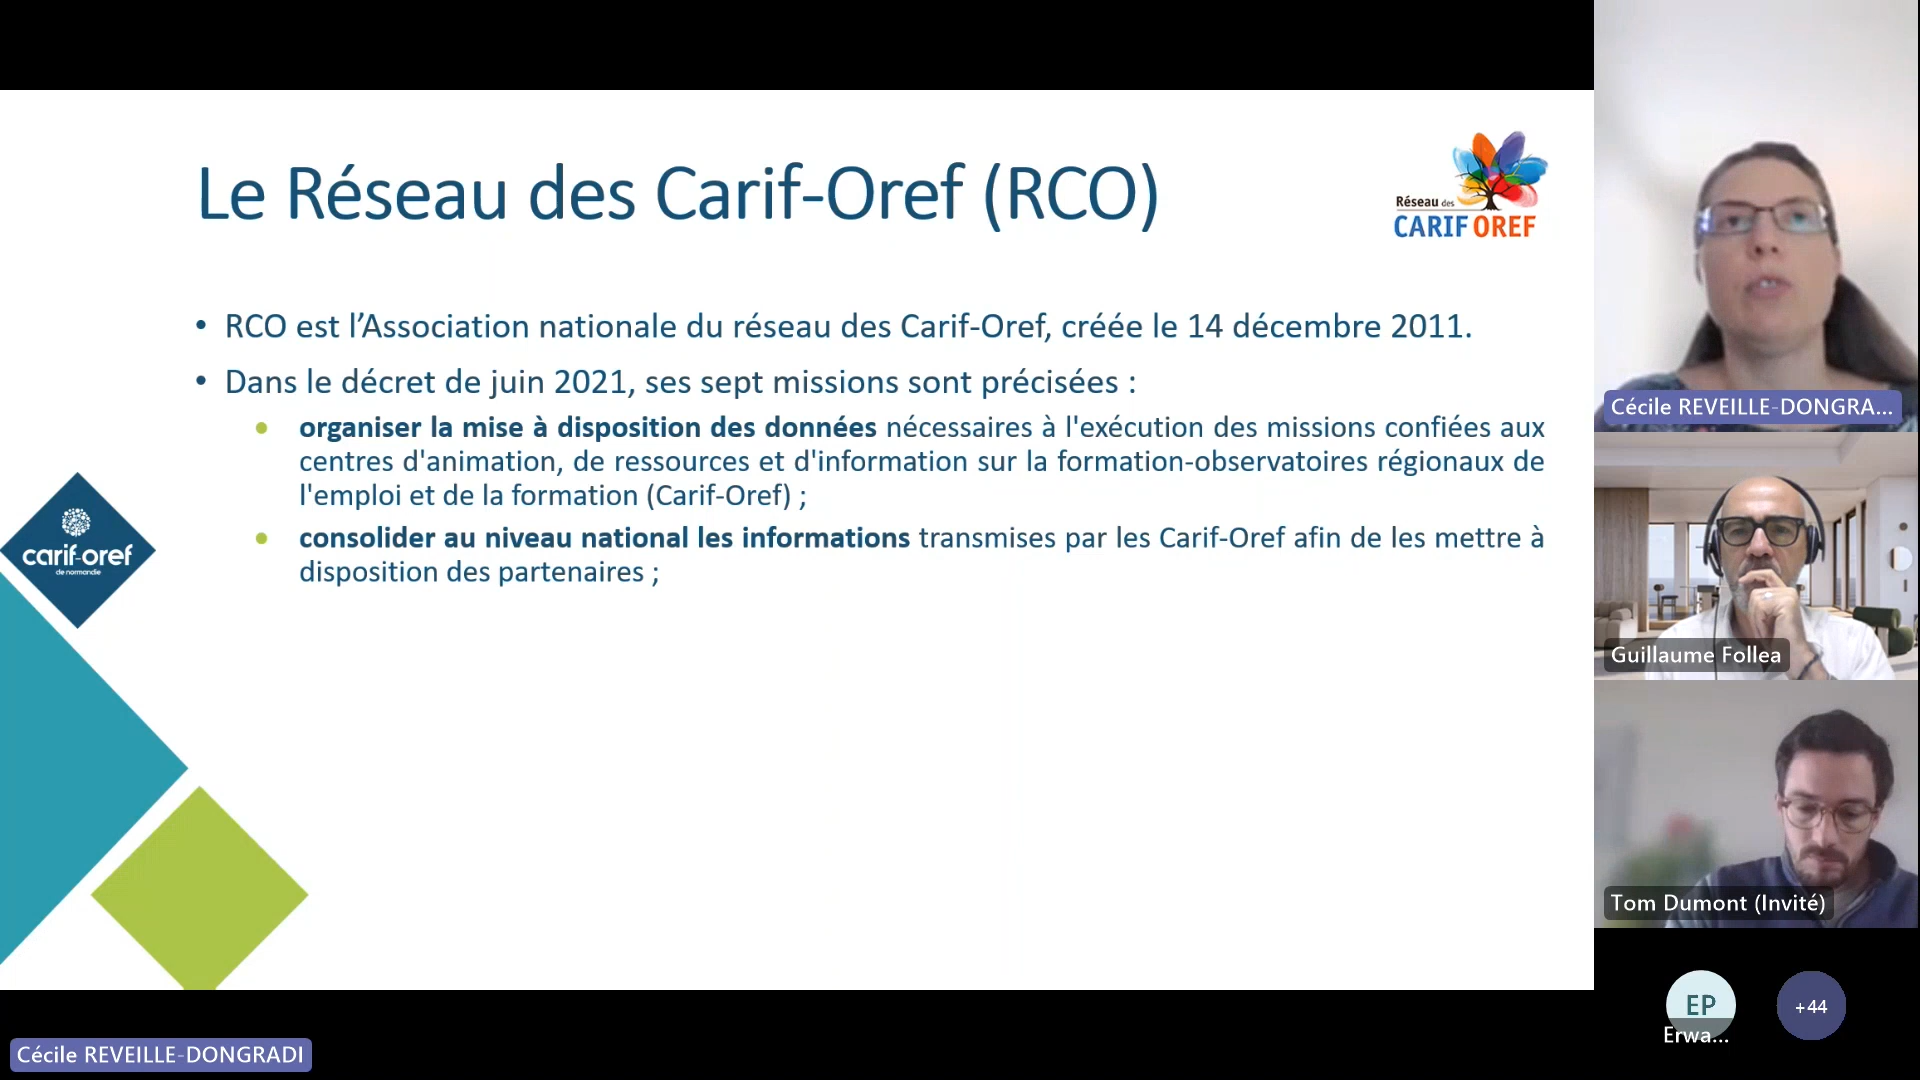 Le Réseau des Carif-Oref (RCO)
Réseau des
CARIF OREF
• RCO est l’Association nationale du réseau des Carif-Oref, créée le 14 décembre 2011.
• Dans le décret de juin 2021, ses sept missions sont précisées :
• organiser la mise à disposition des données nécessaires à l'exécution des missions confiées aux
centres d'animation, de ressources et d'information sur la formation-observatoires régionaux de
l'emploi et de la formation (Carif-Oref) ;
• consolider au niveau national les informations transmises par les Carif-Oref afin de les mettre à
disposition des partenaires ;
carif-oref
de normandie
Cécile REVEILLE-DONGRA...
Guillaume Follea
Tom Dumont (Invité)
EP
Erwa...
+44
Cécile REVEILLE-DONGRADI